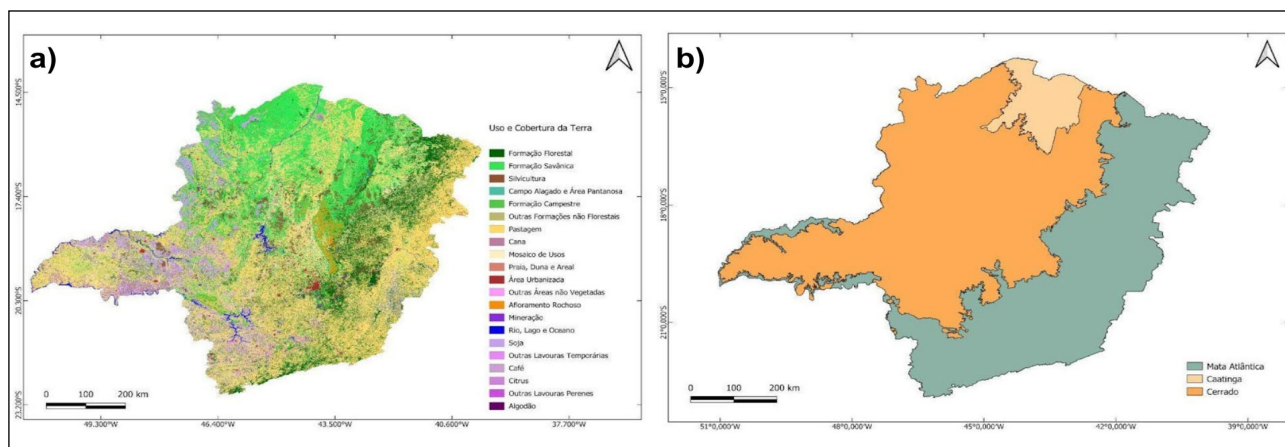 a)
14.500°S
17.400°S
20.300°S
23.200°S
49.300°W
46.400°W
43.500°W
40.600°W
37.700°W
0 100 200 km
Uso e Cobertura da Terra
Formação Florestal
Formação Savânica
Silvicultura
Campo Alagado e Área Pantanosa
Formação Campestre
Outras Formações não Florestais
Pastagem
Cana
Mosaico de Usos
Praia, Duna e Areal
Área Urbanizada
Outras Áreas não Vegetadas
Afloramento Rochoso
Mineração
Rio, Lago e Oceano
Soja
Outras Lavouras Temporárias
Café
Citrus
Outras Lavouras Perenes
Algodão
b)
15°0,000'S
18°0,000'S
21°0,000'S
51°0,000'W
48°0,000'W
45°0,000'W
42°0,000'W
39°0,000'W
0 100 200 km
Mata Atlântica
Caatinga
Cerrado